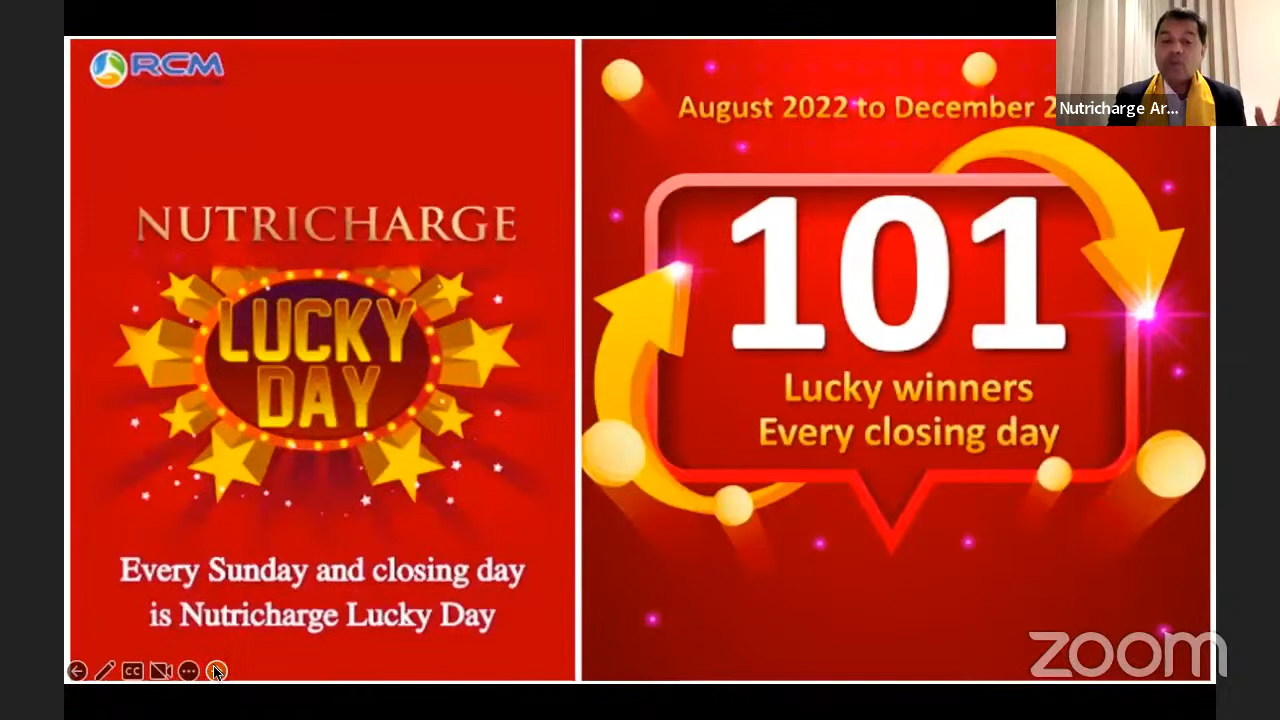 RCM
NUTRICHARGE
LUCKY
DAY
Every Sunday and closing day
is Nutricharge Lucky Day
August 2022 to December 2
101
Lucky winners
Every closing day
Nutricharge Ar...
CC
zoom